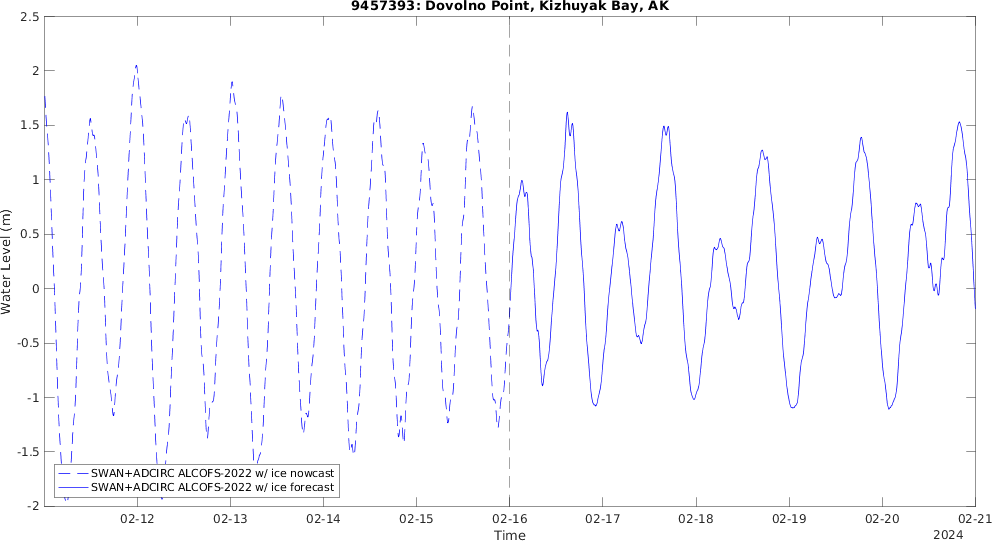 9457393: Dovolno Point, Kizhuyak Bay, AK
2.5
2
1.5
1
0.5
0
-0.5
-1
-1.5
-2
Water Level (m)
SWAN+ADCIRC ALCOFS-2022 w/ ice nowcast
SWAN+ADCIRC ALCOFS-2022 w/ ice forecast
02-12 02-13 02-14 02-15 02-16 02-17 02-18 02-19 02-20 02-21
Time
2024